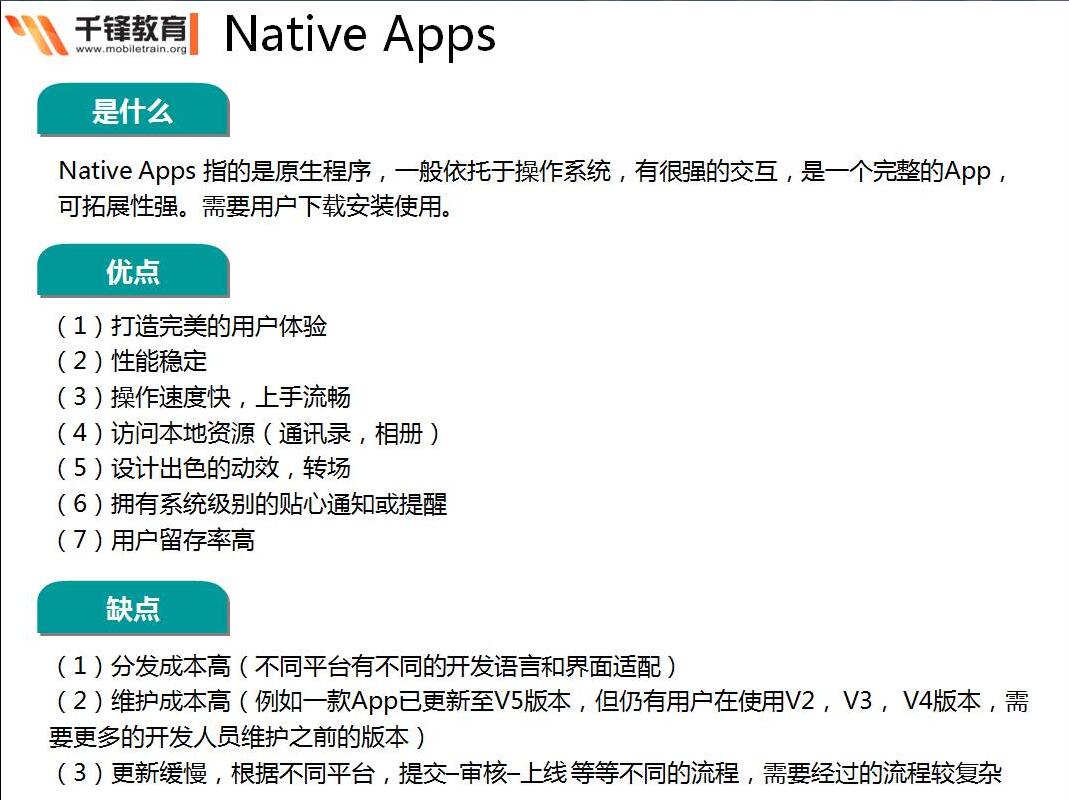 千锋教育
www.mobiletrain.org
Native Apps
是什么
Native Apps 指的是原生程序，一般依托于操作系统，有很强的交互，是一个完整的App，
可拓展性强。需要用户下载安装使用。
优点
（1）打造完美的用户体验
（2）性能稳定
（3）操作速度快，上手流畅
（4）访问本地资源（通讯录，相册）
（5）设计出色的动效，转场
（6）拥有系统级别的贴心通知或提醒
（7）用户留存率高
缺点
（1）分发成本高（不同平台有不同的开发语言和界面适配）
（2）维护成本高（例如一款App已更新至V5版本，但仍有用户在使用V2， V3， V4版本，需
要更多的开发人员维护之前的版本）
（3）更新缓慢，根据不同平台，提交–审核–上线 等等不同的流程，需要经过的流程较复杂